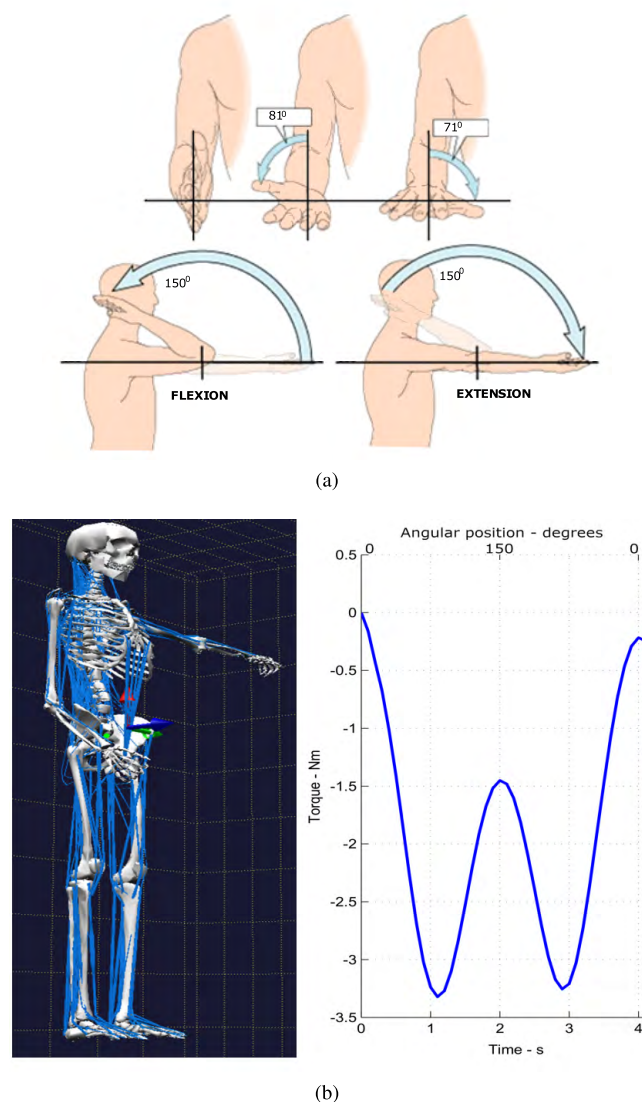 81⁰
71⁰
150⁰
150⁰
FLEXION
EXTENSION
(a)
Angular position - degrees
0 150 0
0.5
0
-0.5
-1
-1.5
-2
-2.5
-3
-3.5
Torque - Nm
0 1 2 3 4
Time - s
(b)